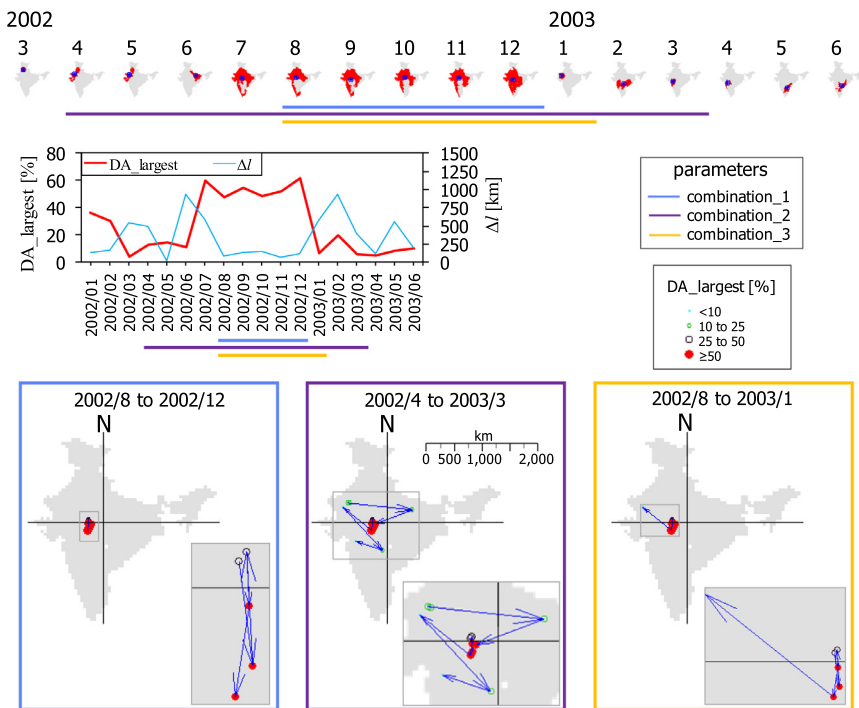 2002 2003
3 4 5 6 7 8 9 10 11 12 1 2 3 4 5 6
DA_largest [%]
80
60
40
20
0
DA_largest Δl
1500
1250
1000
750
500
250
0
Δl [km]
2002/01 2002/02 2002/03 2002/04 2002/05 2002/06 2002/07 2002/08 2002/09 2002/10 2002/11 2002/12 2003/01 2003/02 2003/03 2003/04 2003/05 2003/06
parameters
combination_1
combination_2
combination_3
DA_largest [%]
<10
10 to 25
25 to 50
≥50
2002/8 to 2002/12
N
2002/4 to 2003/3
N
km
0 500 1,000 2,000
2002/8 to 2003/1
N